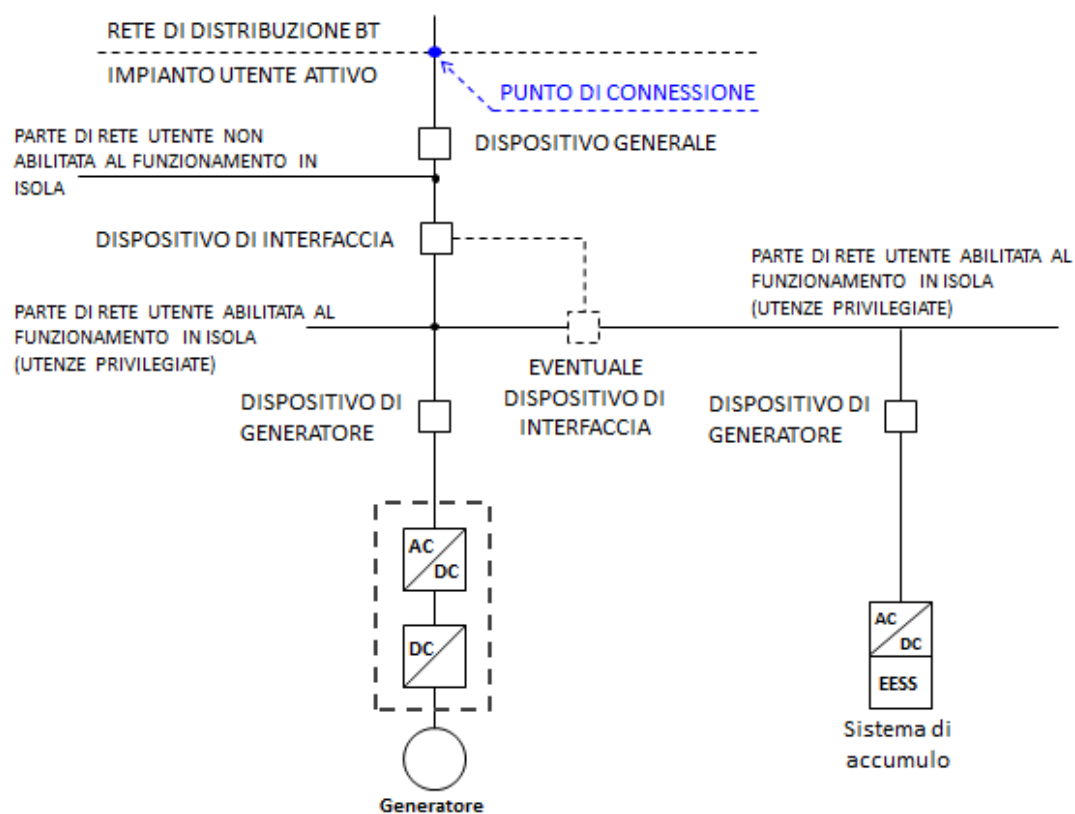 RETE DI DISTRIBUZIONE BT
IMPIANTO UTENTE ATTIVO
PUNTO DI CONNESSIONE
PARTE DI RETE UTENTE NON
ABILITATA AL FUNZIONAMENTO IN
ISOLA
DISPOSITIVO GENERALE
DISPOSITIVO DI INTERFACCIA
PARTE DI RETE UTENTE ABILITATA AL
FUNZIONAMENTO IN ISOLA
(UTENZE PRIVILEGIATE)
PARTE DI RETE UTENTE ABILITATA AL
FUNZIONAMENTO IN ISOLA
(UTENZE PRIVILEGIATE)
EVENTUALE
DISPOSITIVO DI
INTERFACCIA
DISPOSITIVO DI
GENERATORE
DISPOSITIVO DI
GENERATORE
AC
DC
DC
Generatore
AC
DC
EESS
Sistema di
accumulo